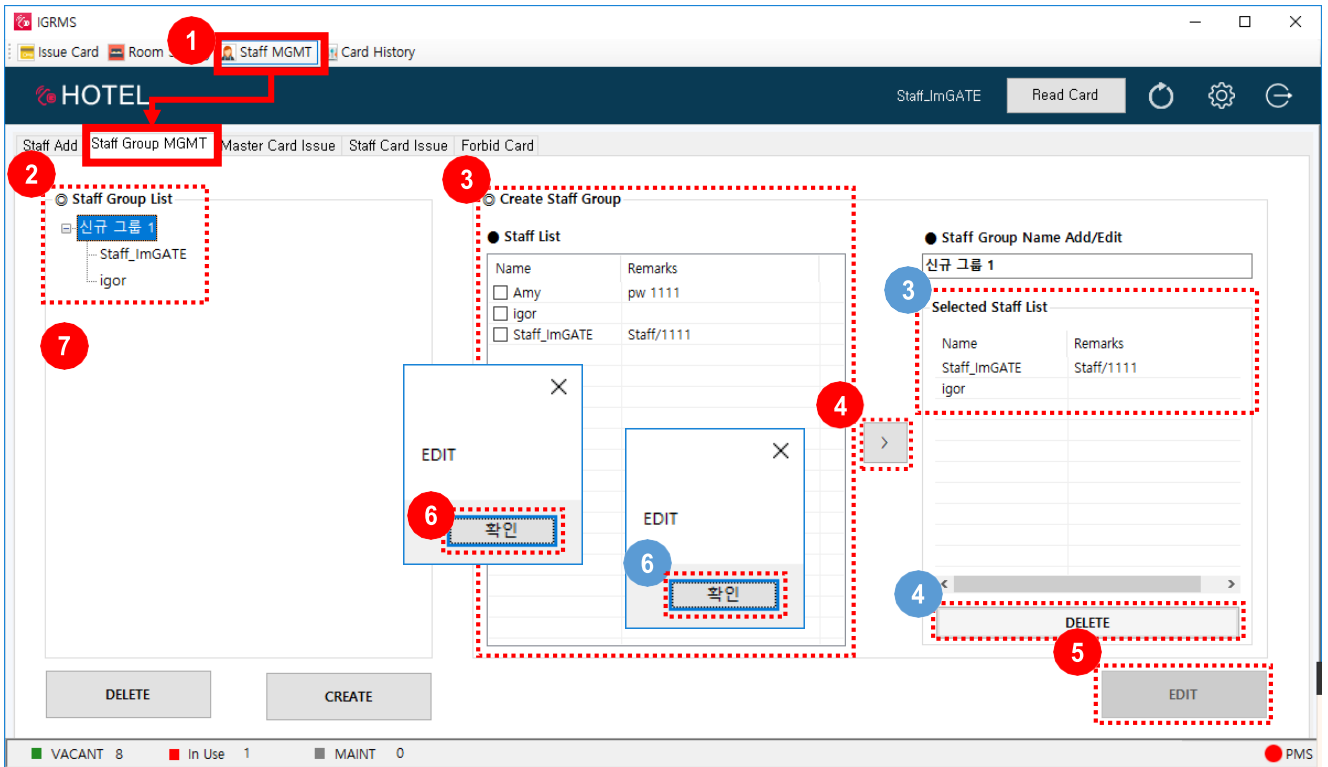 IGRMS
Issue Card Room S 1 Staff MGMT Card History
HOTEL
Staff_ImGATE Read Card
Staff Add Staff Group MGMT Master Card Issue Staff Card Issue Forbid Card
2
◎ Staff Group List
신규 그룹 1
Staff_ImGATE
igor
7
3
◎ Create Staff Group
● Staff List
Name Remarks
Amy pw 1111
igor
Staff_ImGATE Staff/1111
EDIT
6 확인
EDIT
6
확인
4
>
● Staff Group Name Add/Edit
신규 그룹 1
3
Selected Staff List
Name Remarks
Staff_ImGATE Staff/1111
igor
< >
4
DELETE
5
DELETE CREATE EDIT
VACANT 8 In Use 1 MAINT 0 PMS